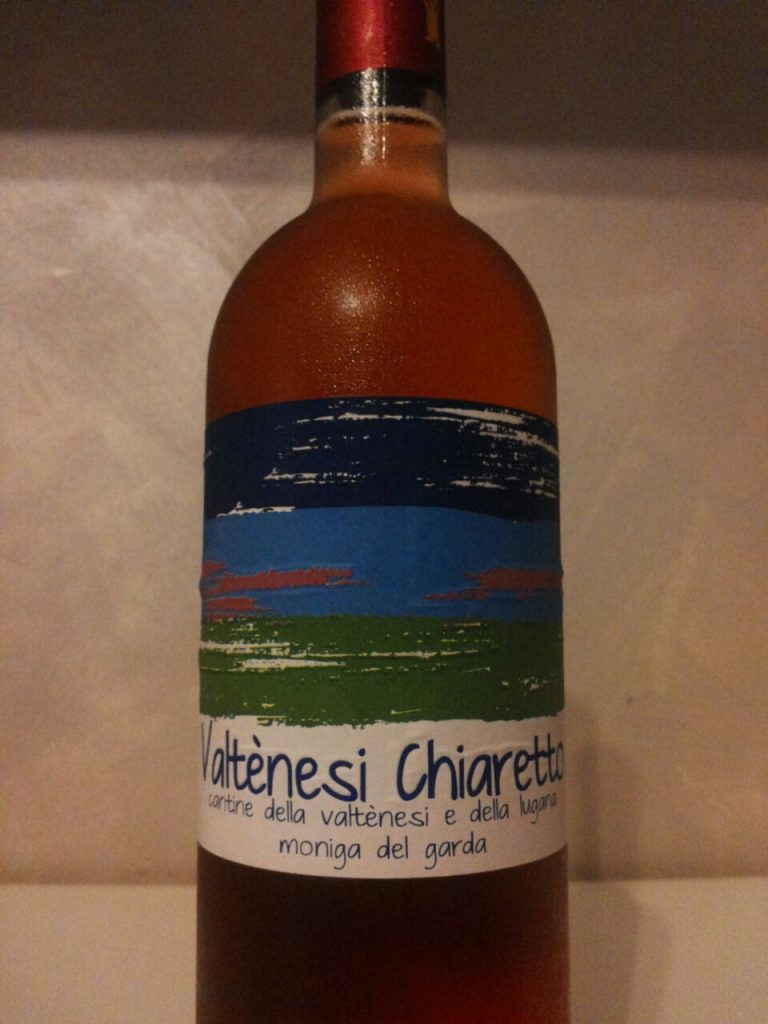 Valtènesi Chiaretto
cantine della valtènesi e della lugana
moniga del garda